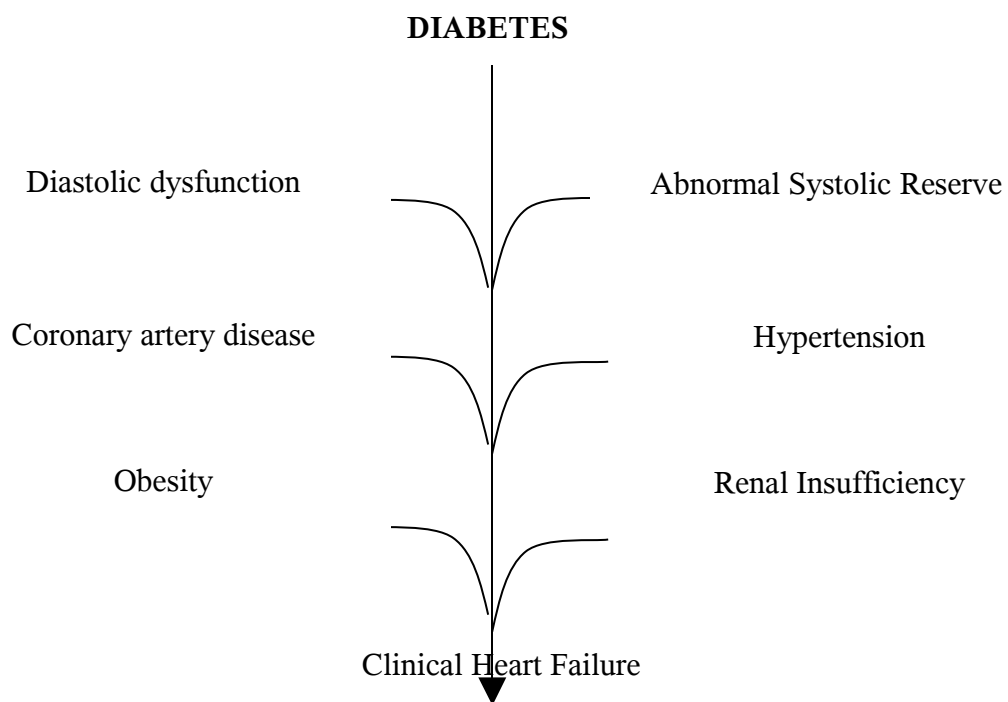 DIABETES
Diastolic dysfunction
Abnormal Systolic Reserve
Coronary artery disease
Hypertension
Obesity
Renal Insufficiency
Clinical Heart Failure